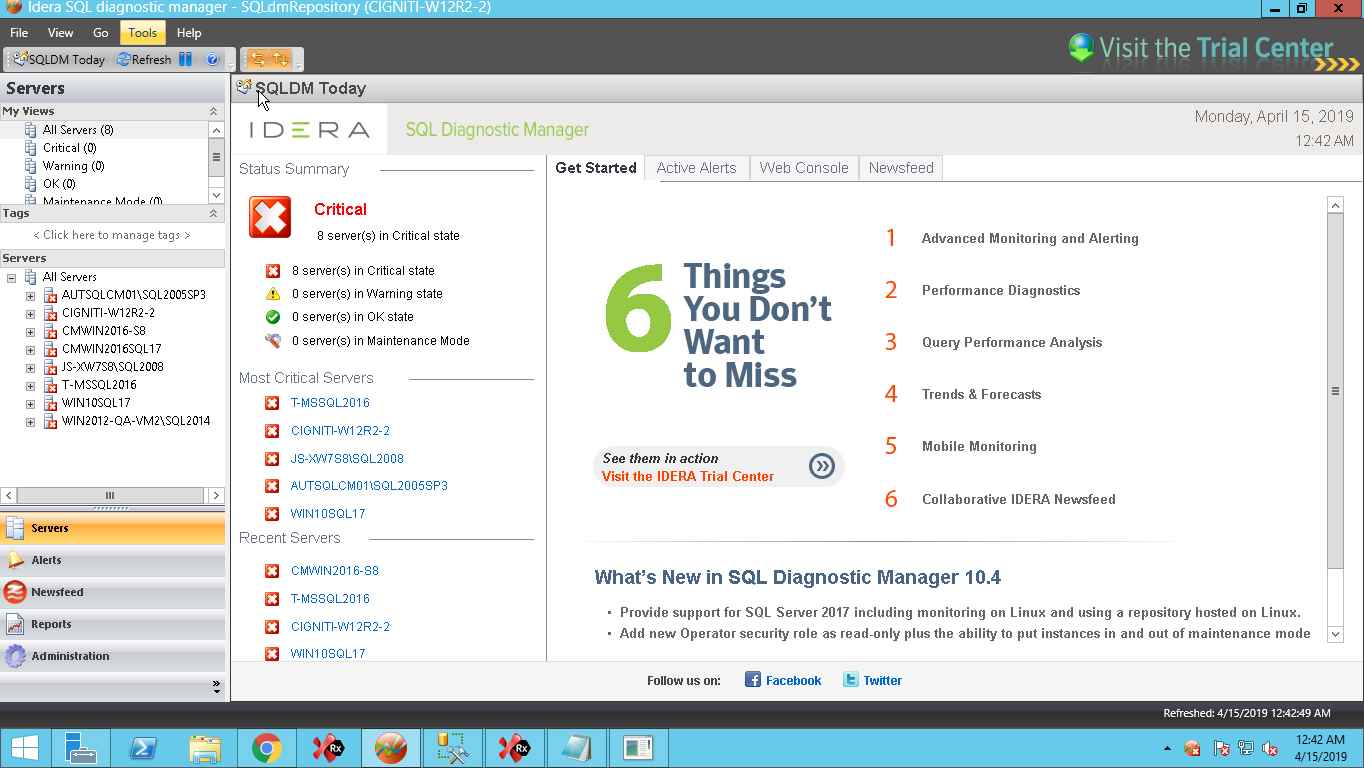 Idera SQL diagnostic manager - SQLdmRepository (CIGNITI-W12R2-2)
File View Go Tools Help
SQLDM Today Refresh
Visit the Trial Center
Servers
My Views
All Servers (8)
Critical (0)
Warning (0)
OK (0)
Maintenance Mode (0)
Tags
< Click here to manage tags >
Servers
All Servers
AUTSQLCM01\SQL2005SP3
CIGNITI-W12R2-2
CMWIN2016-S8
CMWIN2016SQL17
JS-XW7S8\SQL2008
T-MSSQL2016
WIN10SQL17
WIN2012-QA-VM2\SQL2014
Servers
Alerts
Newsfeed
Reports
Administration
SQLDM Today
IDERA
SQL Diagnostic Manager
Monday, April 15, 2019
12:42 AM
Status Summary
Critical
8 server(s) in Critical state
8 server(s) in Critical state
0 server(s) in Warning state
0 server(s) in OK state
0 server(s) in Maintenance Mode
Most Critical Servers
T-MSSQL2016
CIGNITI-W12R2-2
JS-XW7S8\SQL2008
AUTSQLCM01\SQL2005SP3
WIN10SQL17
Recent Servers
CMWIN2016-S8
T-MSSQL2016
CIGNITI-W12R2-2
WIN10SQL17
Get Started Active Alerts Web Console Newsfeed
6 Things
You Don't
Want
to Miss
See them in action
Visit the IDERA Trial Center
1 Advanced Monitoring and Alerting
2 Performance Diagnostics
3 Query Performance Analysis
4 Trends & Forecasts
5 Mobile Monitoring
6 Collaborative IDERA Newsfeed
What's New in SQL Diagnostic Manager 10.4
• Provide support for SQL Server 2017 including monitoring on Linux and using a repository hosted on Linux.
• Add new Operator security role as read-only plus the ability to put instances in and out of maintenance mode
Follow us on: Facebook Twitter
Refreshed: 4/15/2019 12:42:49 AM
Rx
Rx
12:42 AM
4/15/2019